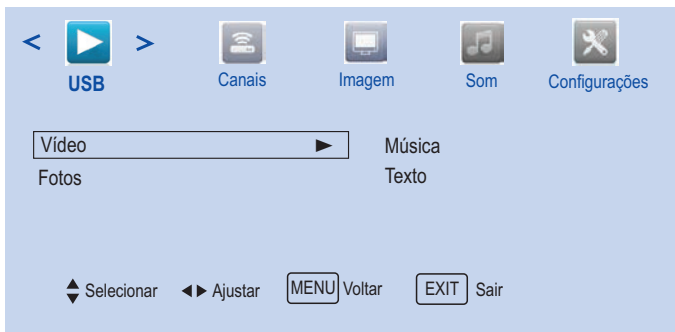 USB Canais Imagem Som Configurações
Vídeo Música
Fotos Texto
Selecionar Ajustar MENU Voltar EXIT Sair